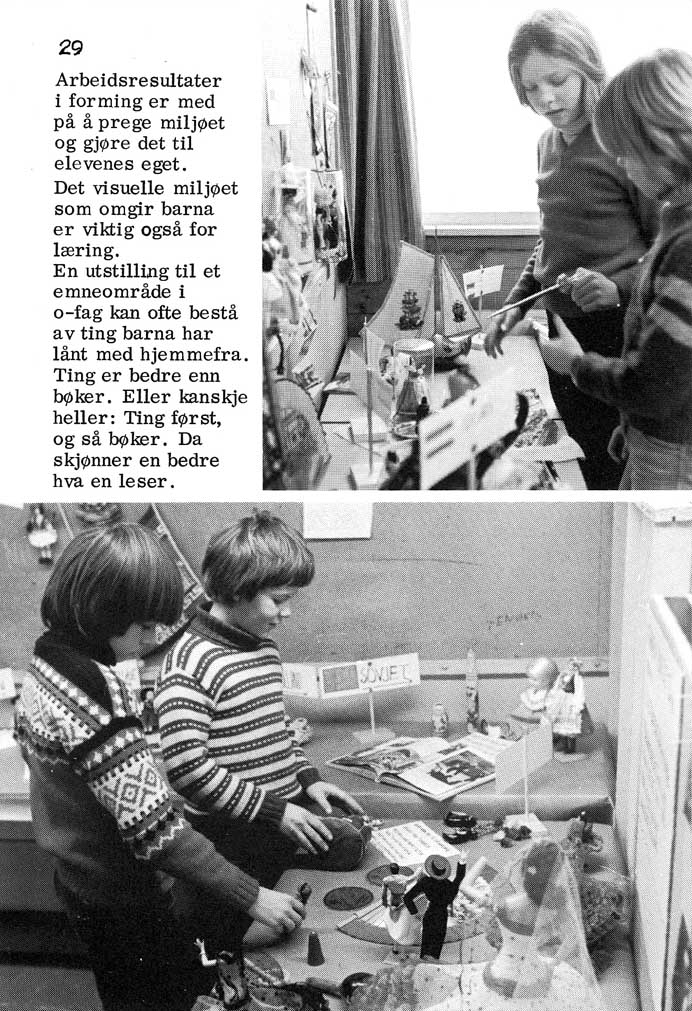 29
Arbeidsresultater
i forming er med
på å prege miljøet
og gjøre det til
elevenes eget.
Det visuelle miljøet
som omgir barna
er viktig også for
læring.
En utstilling til et
emneområde i
o-fag kan ofte bestå
av ting barna har
lånt med hjemmefra.
Ting er bedre enn
bøker. Eller kanskje
heller: Ting først,
og så bøker. Da
skjønner en bedre
hva en leser.
SOVJET